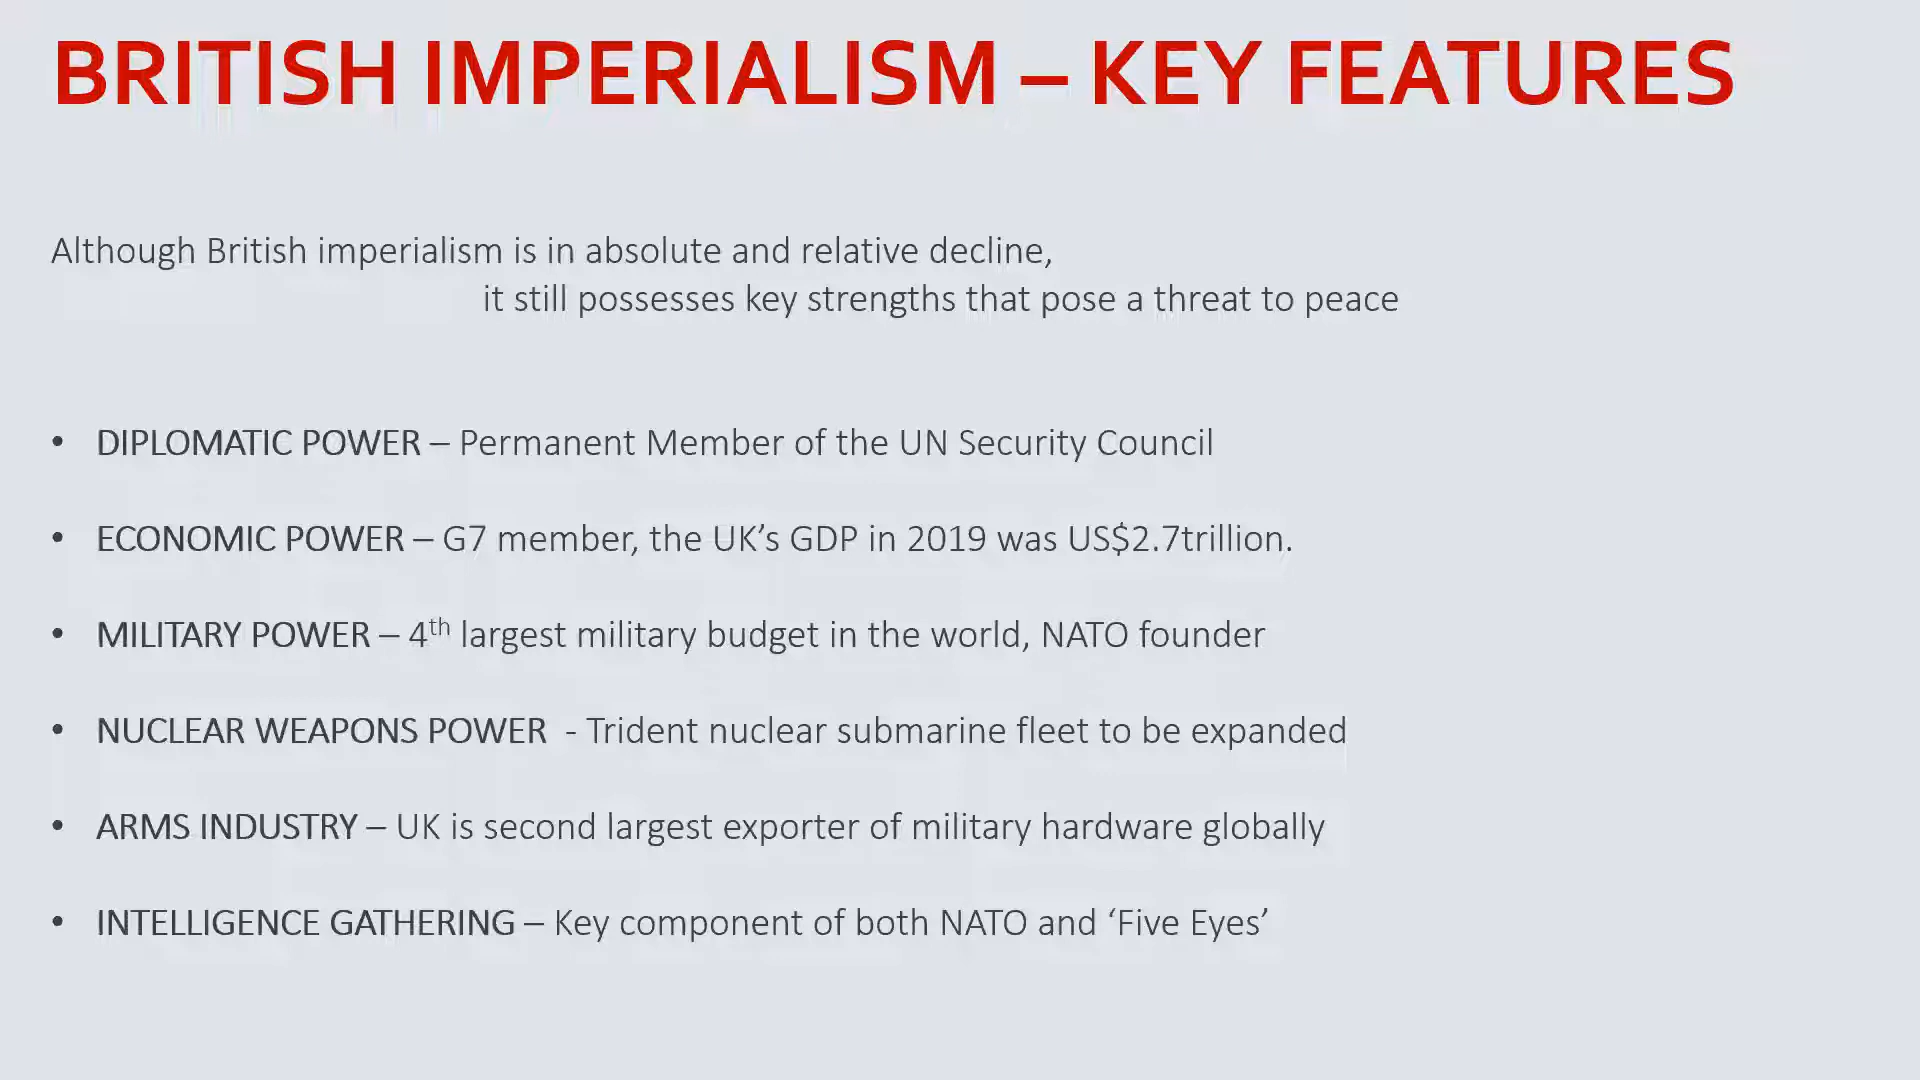 BRITISH IMPERIALISM – KEY FEATURES
Although British imperialism is in absolute and relative decline,
it still possesses key strengths that pose a threat to peace
• DIPLOMATIC POWER – Permanent Member of the UN Security Council
• ECONOMIC POWER – G7 member, the UK’s GDP in 2019 was US$2.7trillion.
• MILITARY POWER – 4th largest military budget in the world, NATO founder
• NUCLEAR WEAPONS POWER - Trident nuclear submarine fleet to be expanded
• ARMS INDUSTRY – UK is second largest exporter of military hardware globally
• INTELLIGENCE GATHERING – Key component of both NATO and ‘Five Eyes’